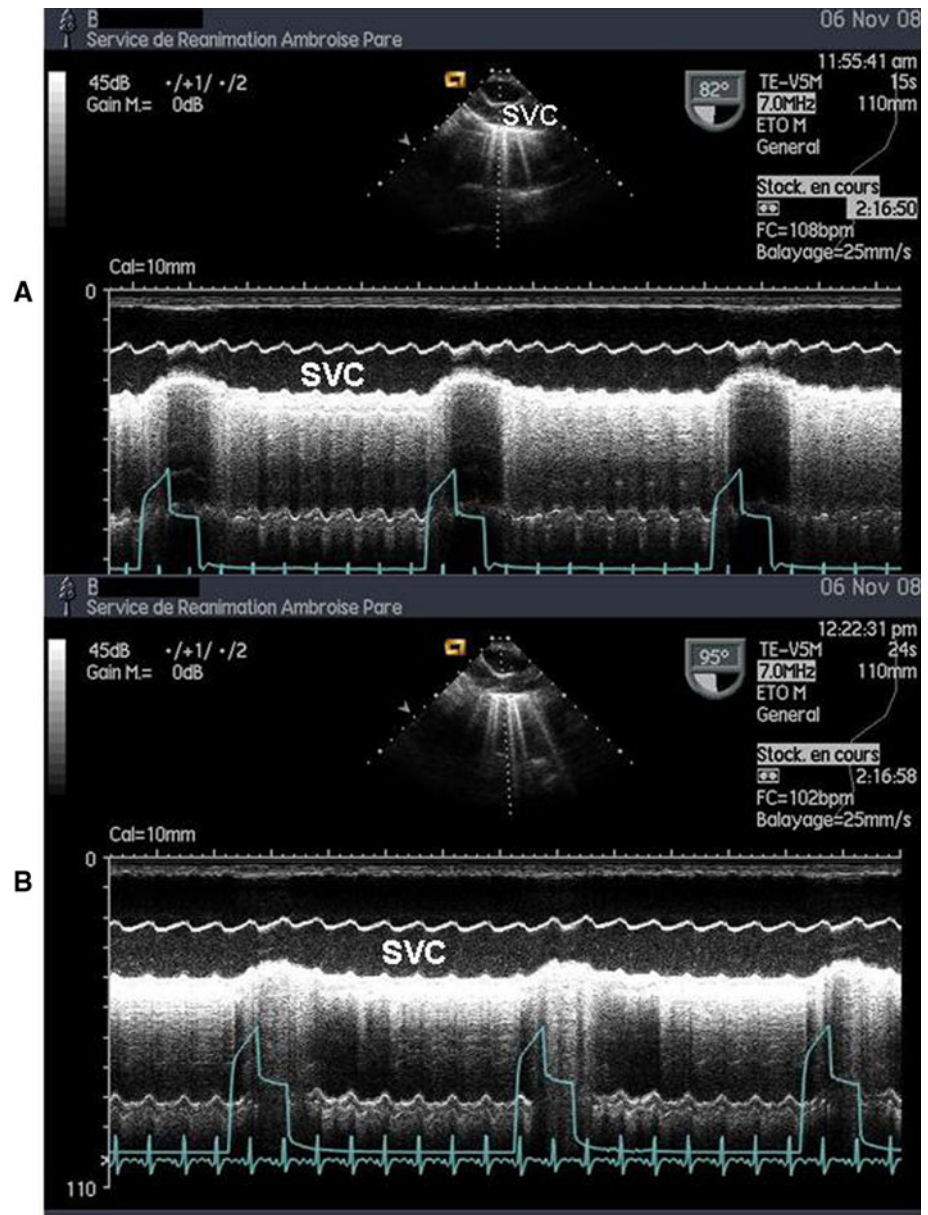 B
06 Nov 08
Service de Reanimation Ambroise Pare
11:55:41 am
45dB ·/+1/ ·/2
Gain M.= 0dB
SVC
82°
TE-V5M 15s
7.0MHz 110mm
ETO M
General
Stock. en cours
2:16:50
FC=108bpm
Balayage=25mm/s
Cal=10mm
A
0
SVC
B
06 Nov 08
Service de Reanimation Ambroise Pare
12:22:31 pm
45dB ·/+1/ ·/2
Gain M.= 0dB
95°
TE-V5M 24s
7.0MHz 110mm
ETO M
General
Stock. en cours
2:16:58
FC=102bpm
Balayage=25mm/s
Cal=10mm
B
0
SVC
110